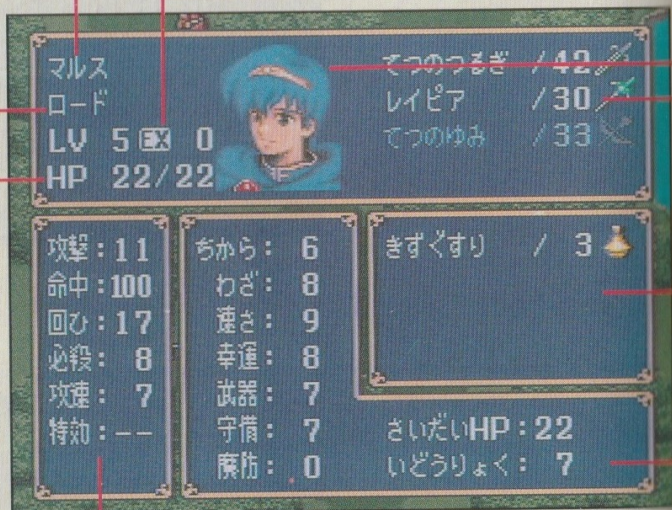 マルス
ロード
LV 5 EX 0
HP 22/22
てつのつるぎ /42
レイピア /30
てつのゆみ /33
攻撃:11
命中:100
回ひ:17
必殺: 8
攻速: 7
特効:--
ちから: 6
わざ: 8
速さ: 9
幸運: 8
武器: 7
守備: 7
魔防: 0
きずぐすり / 3
さいだいHP:22
いどうりょく: 7